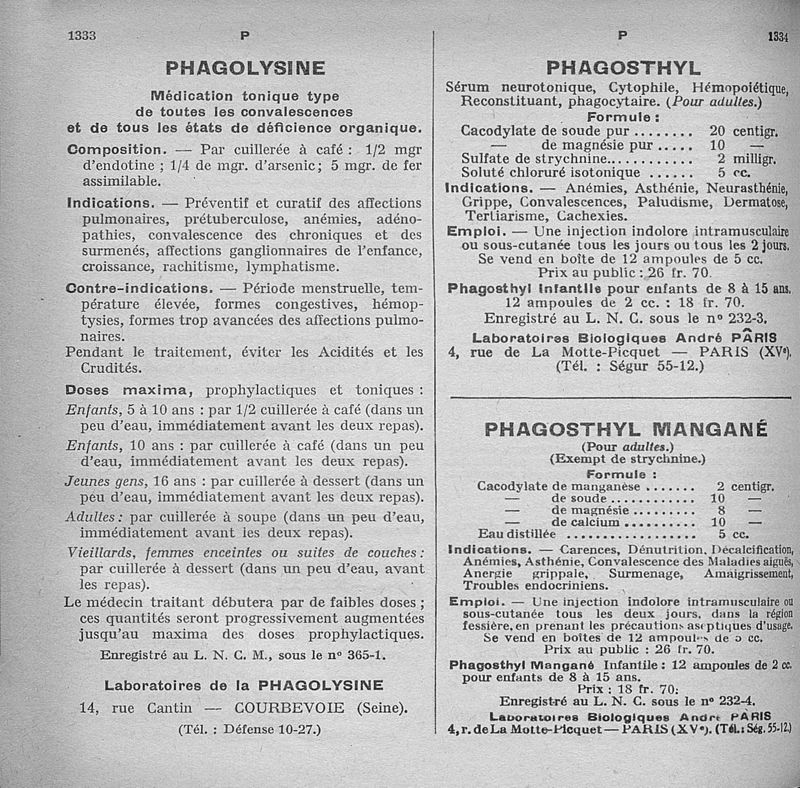 1333
P
PHAGOLYSINE
Médication tonique type
de toutes les convalescences
et de tous les états de déficience organique.
Composition. — Par cuillerée à café : 1/2 mgr
d'endotine ; 1/4 de mgr. d'arsenic ; 5 mgr. de fer
assimilable.
Indications. — Préventif et curatif des affections
pulmonaires, prétuberculose, anémies, adéno-
pathies, convalescence des chroniques et des
surmenés, affections ganglionnaires de l'enfance,
croissance, rachitisme, lymphatisme.
Contre-indications. — Période menstruelle, tem-
pérature élevée, formes congestives, hémop-
tysies, formes trop avancées des affections pulmo-
naires.
Pendant le traitement, éviter les Acidités et les
Crudités.
Doses maxima, prophylactiques et toniques :
Enfants, 5 à 10 ans : par 1/2 cuillerée à café (dans un
peu d'eau, immédiatement avant les deux repas).
Enfants, 10 ans : par cuillerée à café (dans un peu
d'eau, immédiatement avant les deux repas).
Jeunes gens, 16 ans : par cuillerée à dessert (dans un
peu d'eau, immédiatement avant les deux repas).
Adultes : par cuillerée à soupe (dans un peu d'eau,
immédiatement avant les deux repas).
Vieillards, femmes enceintes ou suites de couches :
par cuillerée à dessert (dans un peu d'eau, avant
les repas).
Le médecin traitant débutera par de faibles doses ;
ces quantités seront progressivement augmentées
jusqu'au maxima des doses prophylactiques.
Enregistré au L. N. C. M., sous le nº 365-1.
Laboratoires de la PHAGOLYSINE
14, rue Cantin — COURBEVOIE (Seine).
(Tél. : Défense 10-27.)
P
1334
PHAGOSTHYL
Sérum neurotonique, Cytophile, Hémopoiétique,
Reconstituant, phagocytaire. (Pour adultes.)
Formule :
Cacodylate de soude pur ........ 20 centigr.
— de magnésie pur ..... 10 —
Sulfate de strychnine............ 2 milligr.
Soluté chloruré isotonique ...... 5 cc.
Indications. — Anémies, Asthénie, Neurasthénie,
Grippe, Convalescences, Paludisme, Dermatose,
Tertiarisme, Cachexies.
Emploi. — Une injection indolore intramusculaire
ou sous-cutanée tous les jours ou tous les 2 jours.
Se vend en boîte de 12 ampoules de 5 cc.
Prix au public : 26 fr. 70
Phagosthyl Infantile pour enfants de 8 à 15 ans.
12 ampoules de 2 cc. : 18 fr. 70.
Enregistré au L. N. C. sous le nº 232-3.
Laboratoires Biologiques André PÂRIS
4, rue de La Motte-Picquet — PARIS (XVe).
(Tél. : Ségur 55-12.)
PHAGOSTHYL MANGANÉ
(Pour adultes.)
(Exempt de strychnine.)
Formule :
Cacodylate de manganèse ....... 2 centigr.
— de soude ............ 10 —
— de magnésie ......... 8 —
— de calcium .......... 10 —
Eau distillée .................. 5 cc.
Indications. — Carences, Dénutrition, Décalcification,
Anémies, Asthénie, Convalescence des Maladies aiguës,
Anergie grippale, Surmenage, Amaigrissement,
Troubles endocriniens.
Emploi. — Une injection indolore intramusculaire ou
sous-cutanée tous les deux jours, dans la région
fessière, en prenant les précautions aseptiques d'usage.
Se vend en boîtes de 12 ampoules de 5 cc.
Prix au public : 26 fr. 70.
Phagosthyl Mangané Infantile : 12 ampoules de 2 cc.
pour enfants de 8 à 15 ans.
Prix : 18 fr. 70.
Enregistré au L. N. C. sous le nº 232-4.
Laboratoires Biologiques André PÂRIS
4, r. de La Motte-Picquet — PARIS (XVe). (Tél.: Ség. 55-12)